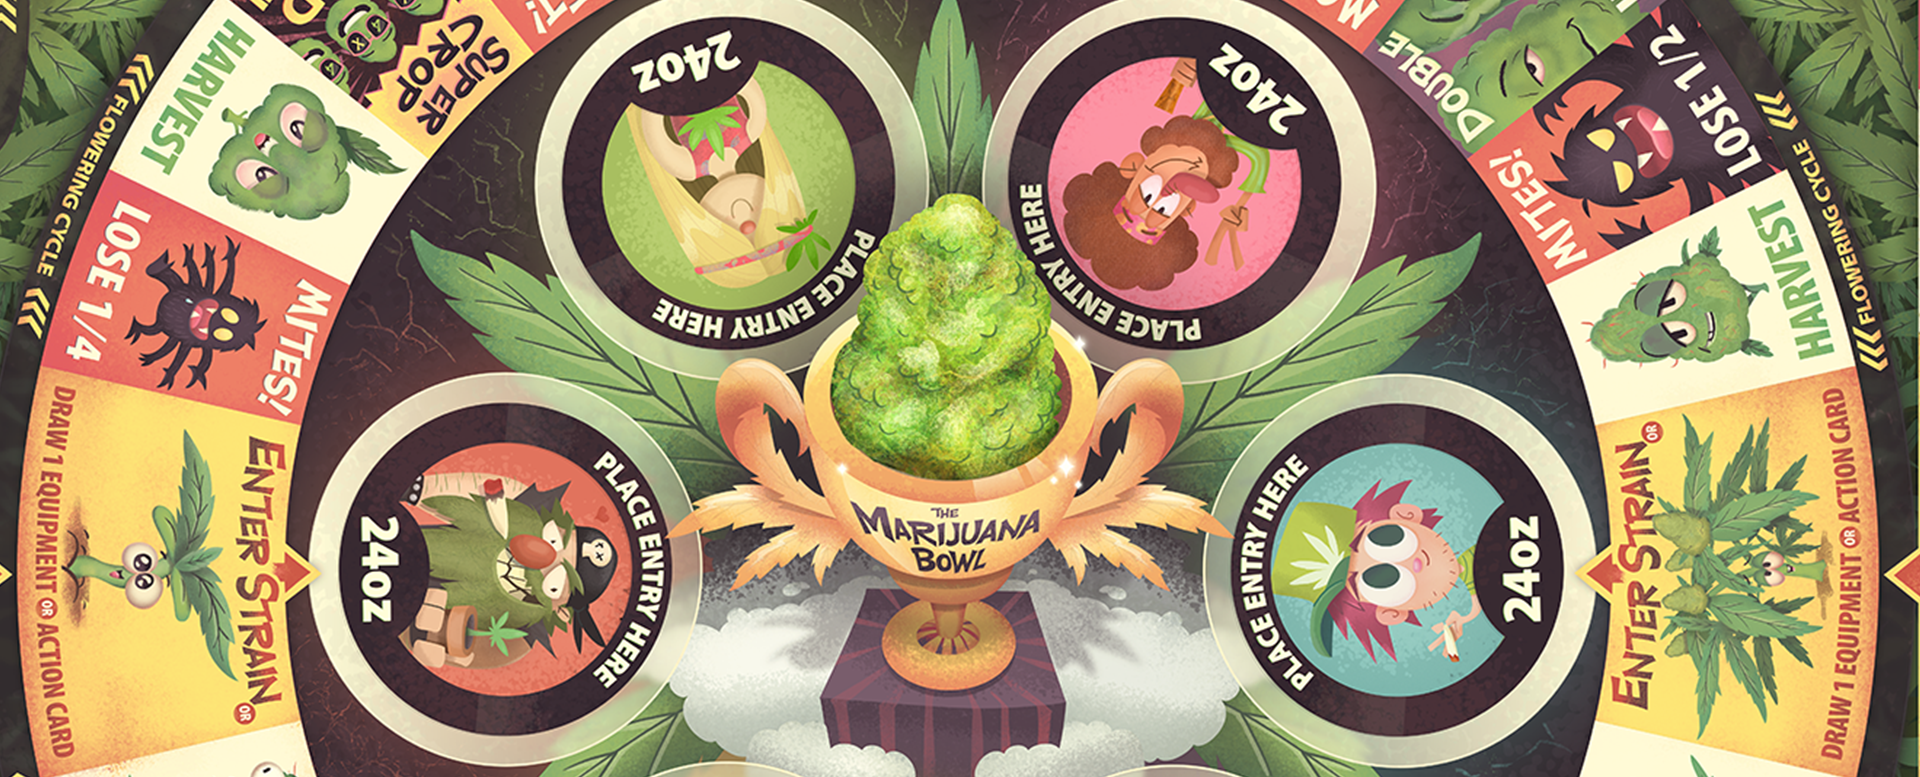 SUPER
CROP
HARVEST
FLOWERING CYCLE
LOSE 1/4
MITES!
DRAW 1 EQUIPMENT OR ACTION CARD
ENTER STRAIN OR
24OZ
PLACE ENTRY HERE
24OZ
PLACE ENTRY HERE
24OZ
PLACE ENTRY HERE
24OZ
PLACE ENTRY HERE
THE
MARIJUANA
BOWL
DOUBLE
LOSE 1/2
MITES!
HARVEST
FLOWERING CYCLE
ENTER STRAIN OR
DRAW 1 EQUIPMENT OR ACTION CARD